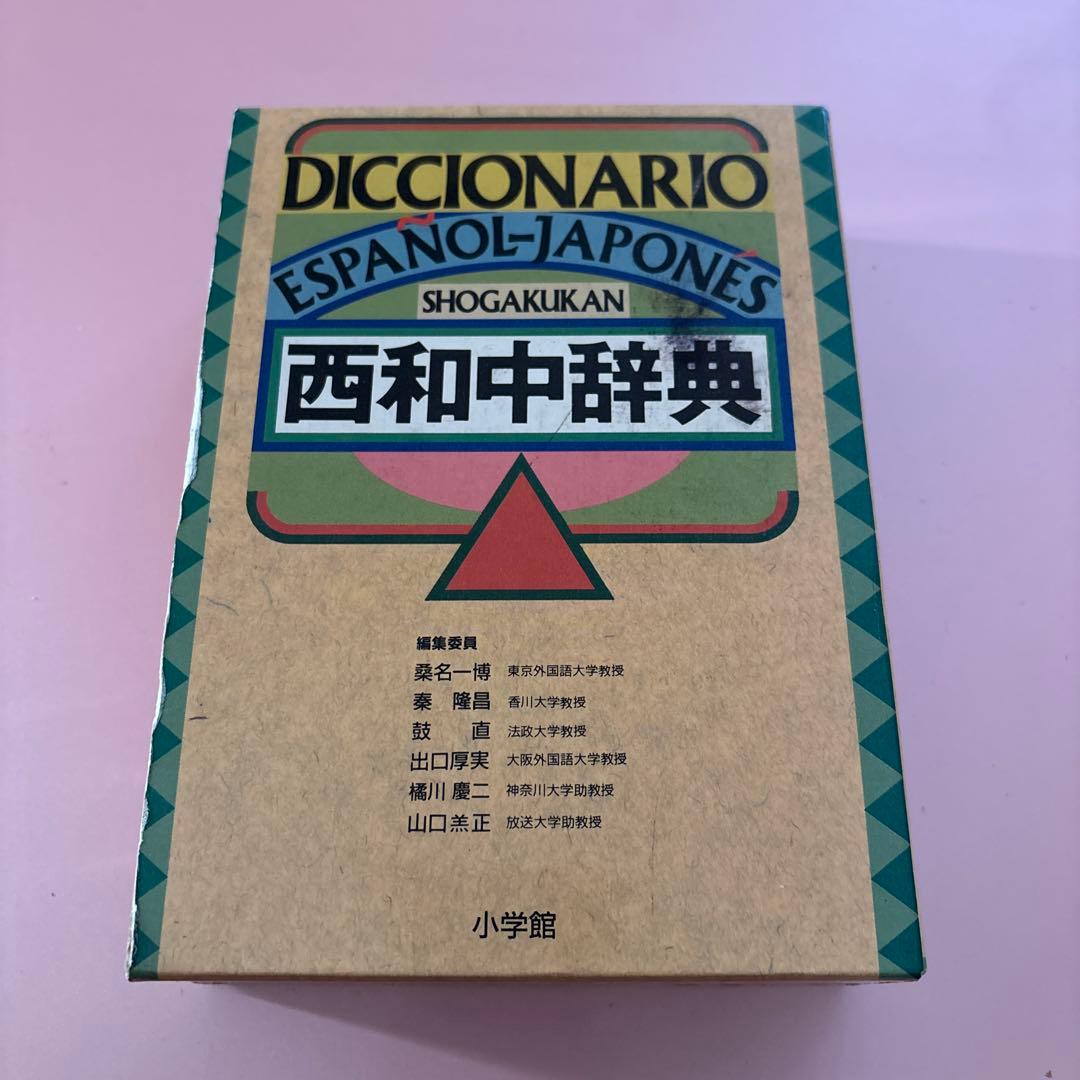 DICCIONARIO
ESPAÑOL-JAPONÉS
SHOGAKUKAN
西和中辞典
編集委員
桑名一博 東京外国語大学教授
秦 隆昌 香川大学教授
鼓 直 法政大学教授
出口厚実 大阪外国語大学教授
橘川慶二 神奈川大学助教授
山口恙正 放送大学助教授
小学館